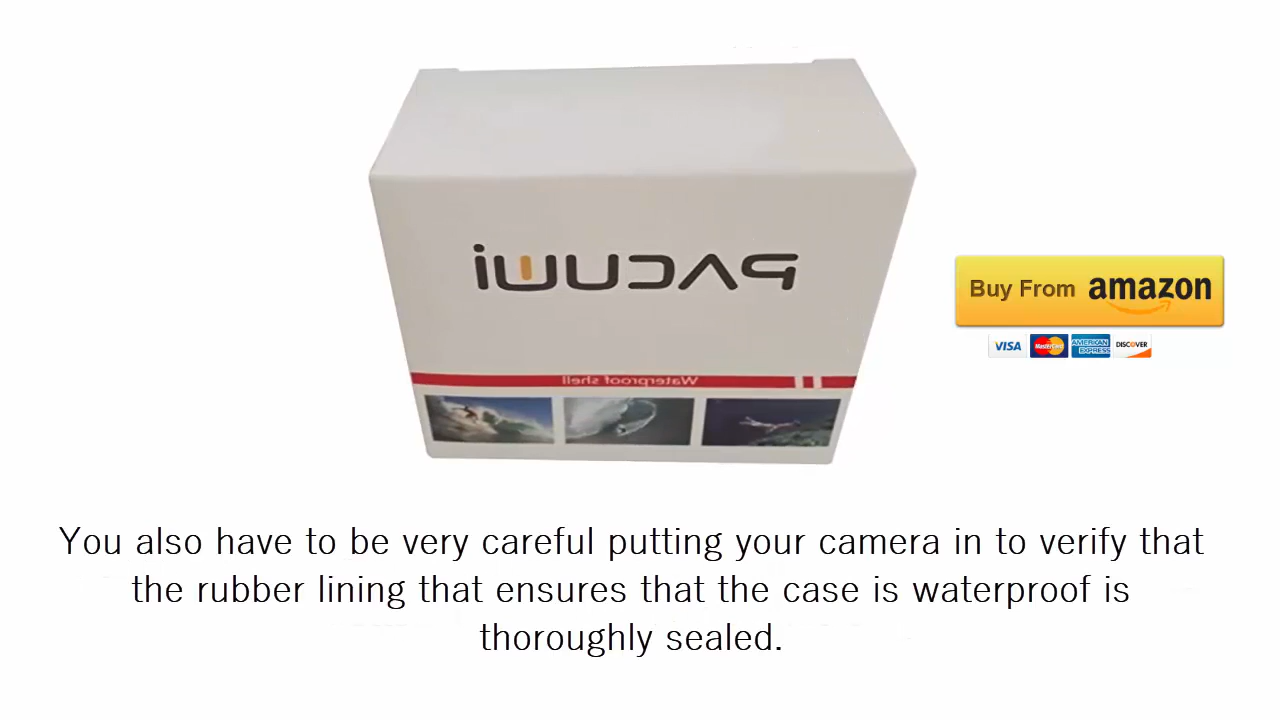 PACUWi
Waterproof shell
Buy From amazon
VISA MasterCard AMERICAN EXPRESS DISCOVER
You also have to be very careful putting your camera in to verify that
the rubber lining that ensures that the case is waterproof is
thoroughly sealed.